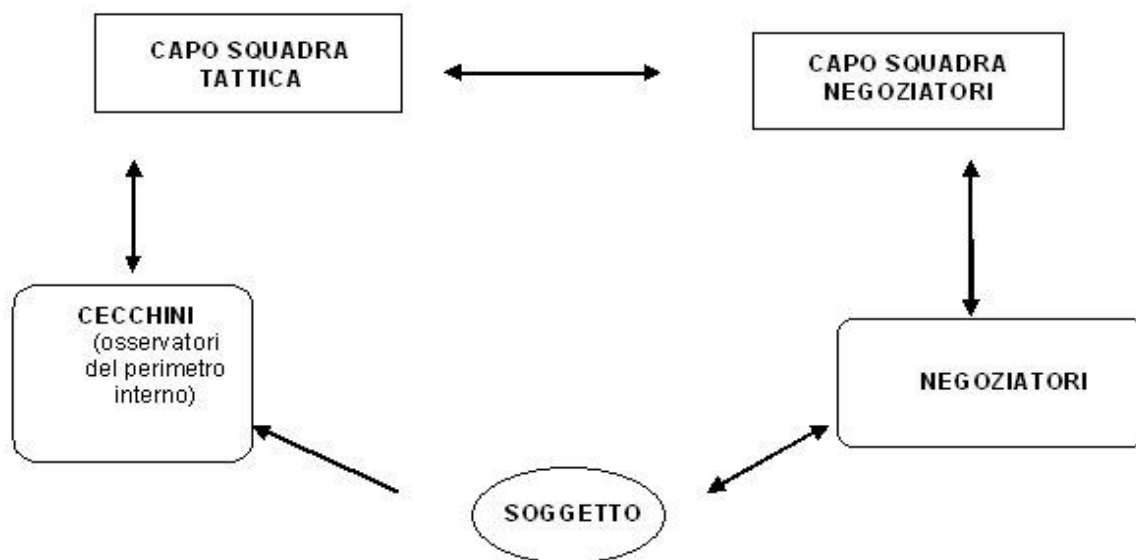 CAPO SQUADRA
TATTICA
CAPO SQUADRA
NEGOZIATORI
CECCHINI
(osservatori
del perimetro
interno)
NEGOZIATORI
SOGGETTO